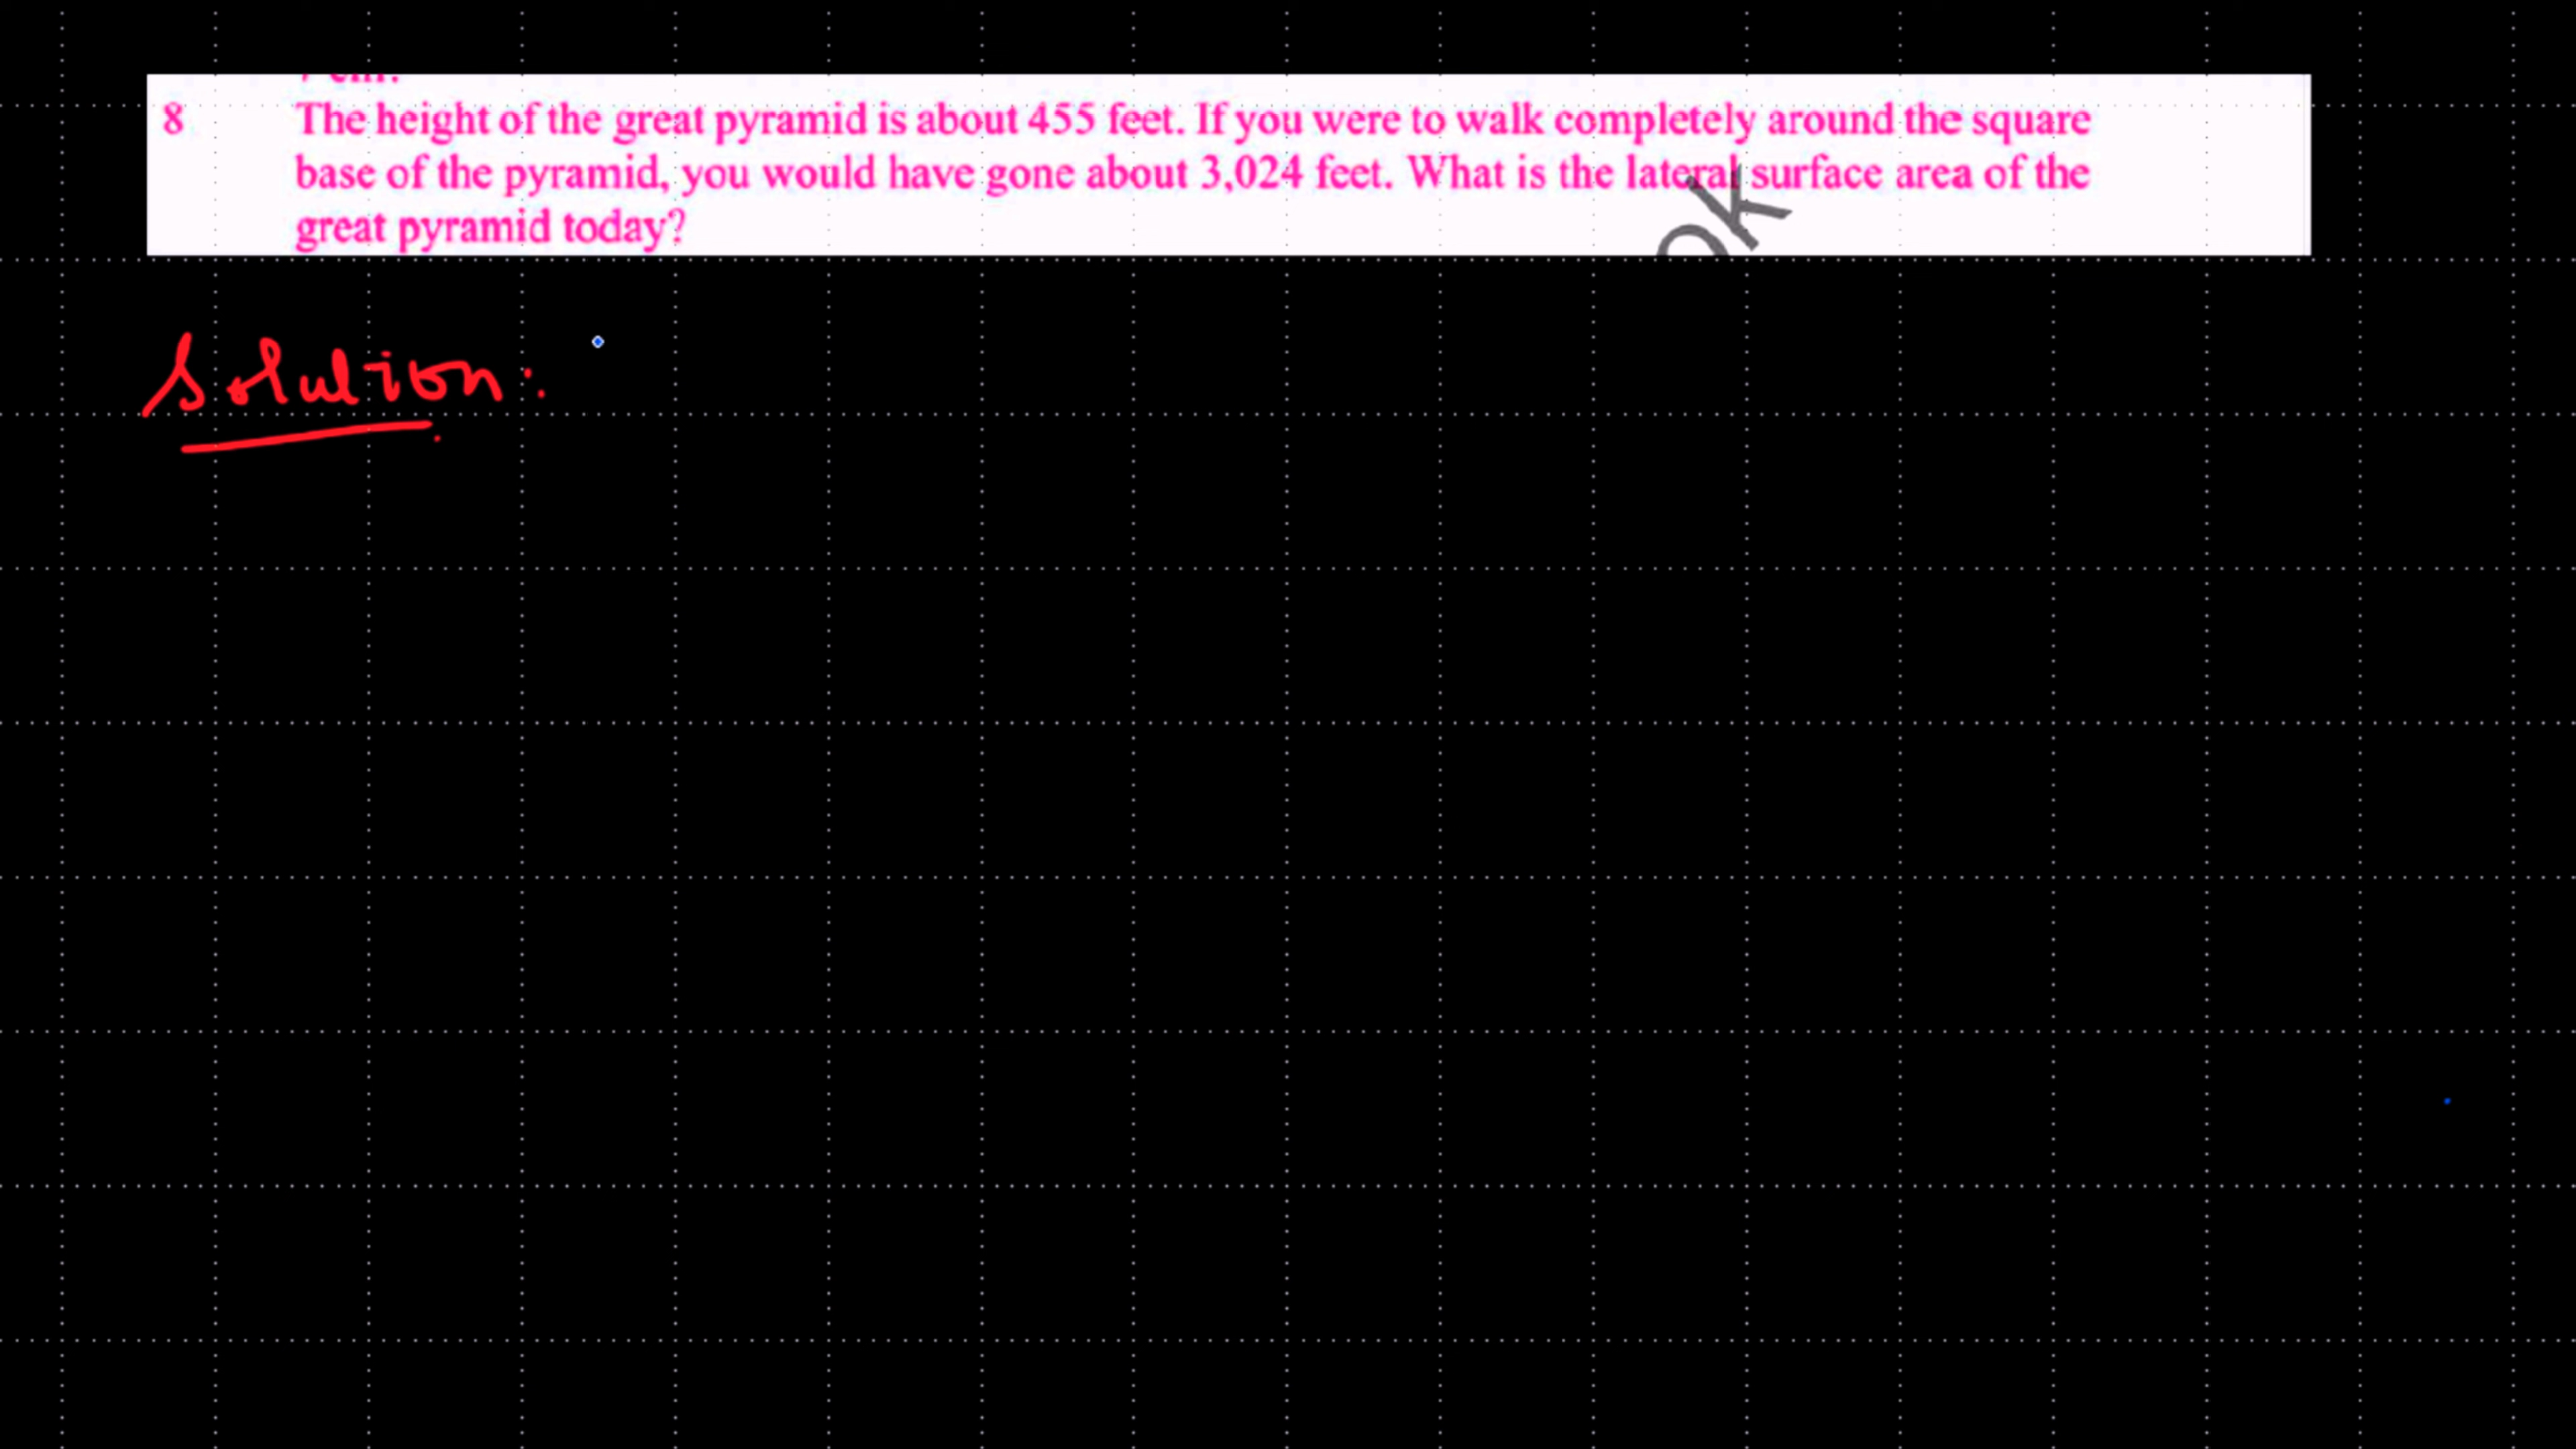 8 The height of the great pyramid is about 455 feet. If you were to walk completely around the square
base of the pyramid, you would have gone about 3,024 feet. What is the lateral surface area of the
great pyramid today?
Solution: